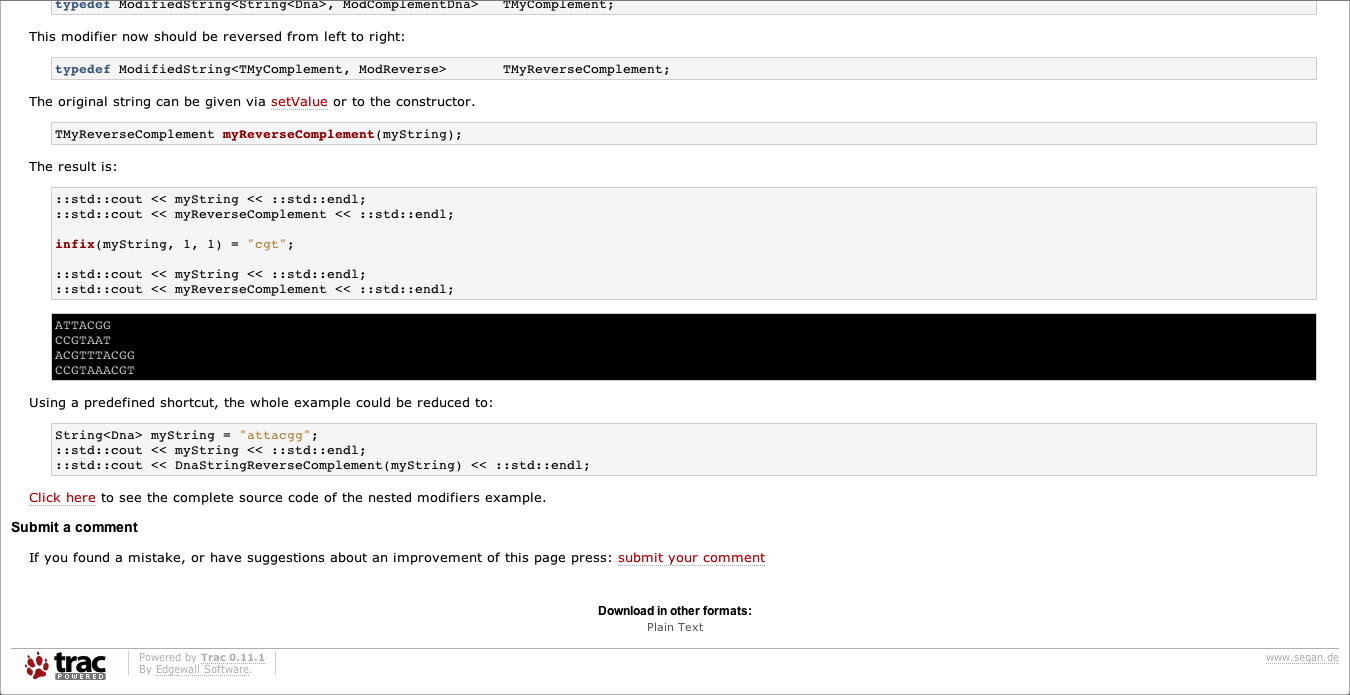 typedef ModifiedString<String<Dna>, ModComplementDna>   TMyComplement;
This modifier now should be reversed from left to right:
typedef ModifiedString<TMyComplement, ModReverse>       TMyReverseComplement;
The original string can be given via setValue or to the constructor.
TMyReverseComplement myReverseComplement(myString);
The result is:
::std::cout << myString << ::std::endl;
::std::cout << myReverseComplement << ::std::endl;
infix(myString, 1, 1) = "cgt";
::std::cout << myString << ::std::endl;
::std::cout << myReverseComplement << ::std::endl;
ATTACGG
CCGTAAT
ACGTTTACGG
CCGTAAACGT
Using a predefined shortcut, the whole example could be reduced to:
String<Dna> myString = "attacgg";
::std::cout << myString << ::std::endl;
::std::cout << DnaStringReverseComplement(myString) << ::std::endl;
Click here to see the complete source code of the nested modifiers example.
Submit a comment
If you found a mistake, or have suggestions about an improvement of this page press: submit your comment
Download in other formats:
Plain Text
trac
POWERED
Powered by Trac 0.11.1
By Edgewall Software.
www.seqan.de